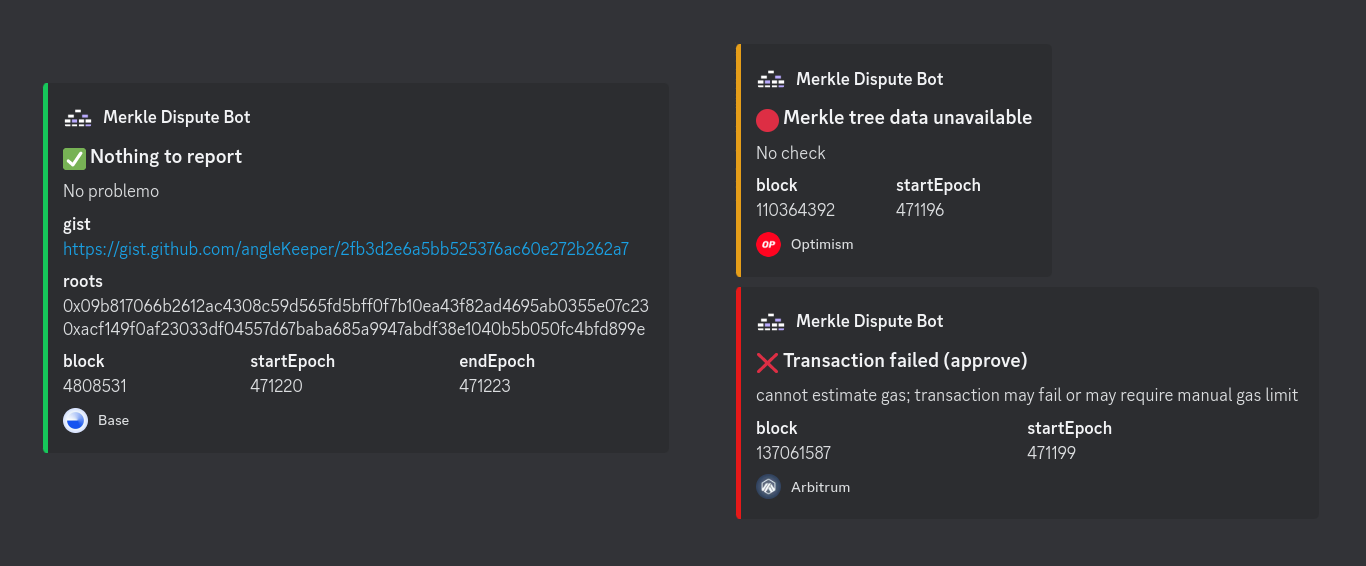 Merkle Dispute Bot
✅ Nothing to report
No problemo
gist
https://gist.github.com/angleKeeper/2fb3d2e6a5bb525376ac60e272b262a7
roots
0x09b817066b2612ac4308c59d565fd5bff0f7b10ea43f82ad4695ab0355e07c23
0xacf149f0af23033df04557d67baba685a9947abdf38e1040b5b050fc4bfd899e
block startEpoch endEpoch
4808531 471220 471223
Base
Merkle Dispute Bot
🔴 Merkle tree data unavailable
No check
block startEpoch
110364392 471196
OP Optimism
Merkle Dispute Bot
❌ Transaction failed (approve)
cannot estimate gas; transaction may fail or may require manual gas limit
block startEpoch
137061587 471199
Arbitrum